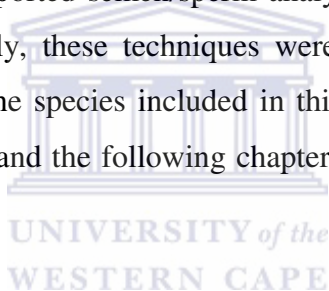 ported semen/sperm analy
ly, these techniques were
ne species included in thi
and the following chapter
UNIVERSITY of the
WESTERN CAPE